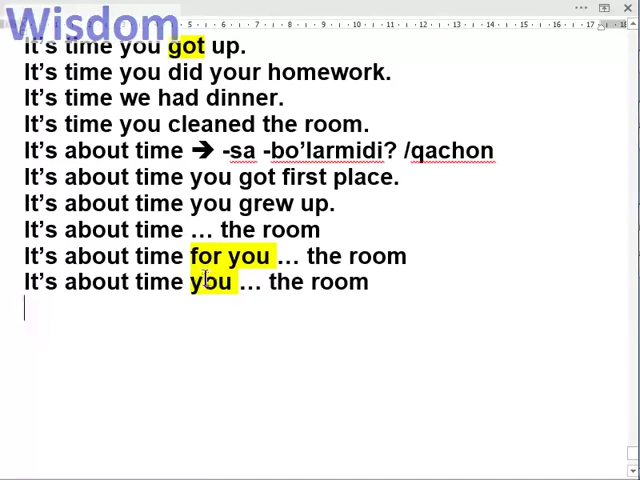 Wisdom
It's time you got up.
It's time you did your homework.
It's time we had dinner.
It's time you cleaned the room.
It's about time ➔ -sa -bo'larmidi? /qachon
It's about time you got first place.
It's about time you grew up.
It's about time … the room
It's about time for you … the room
It's about time you … the room